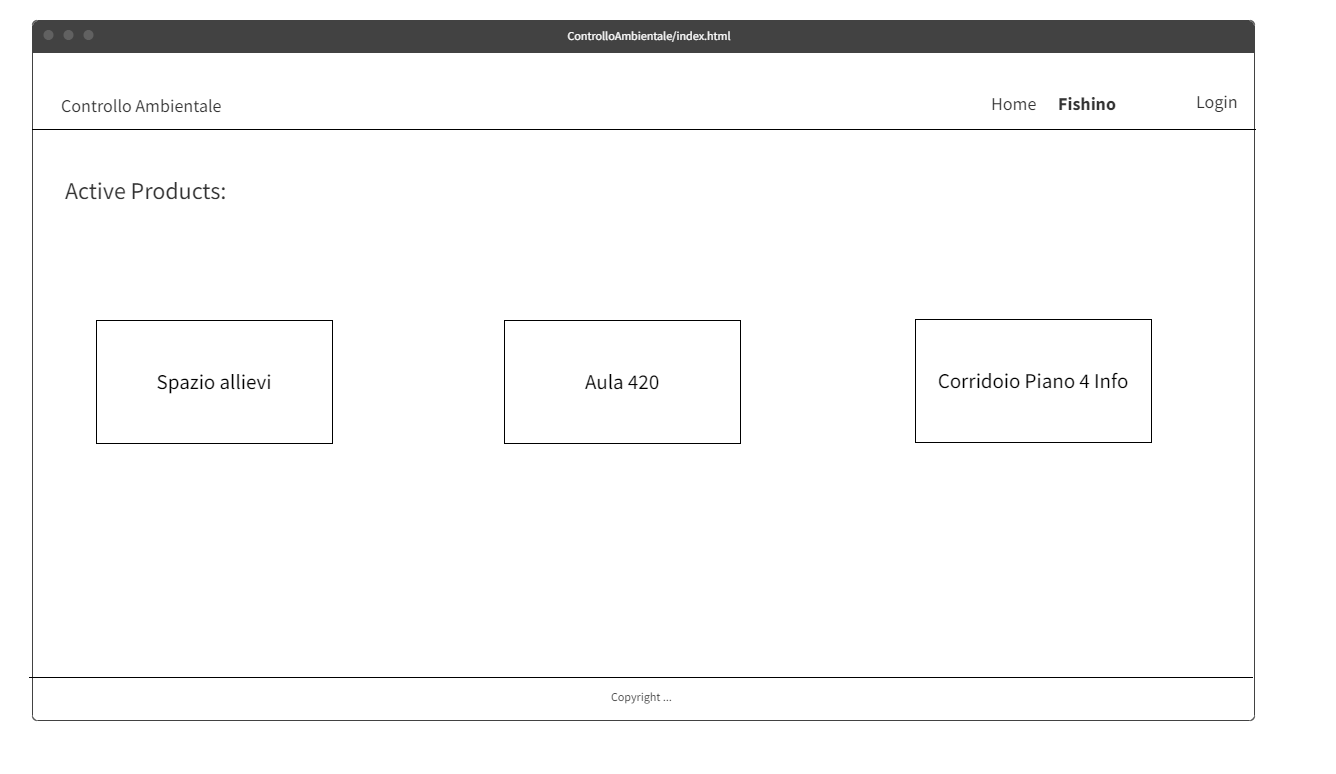 ControlloAmbientale/index.html
Controllo Ambientale
Home Fishino Login
Active Products:
Spazio allievi
Aula 420
Corridoio Piano 4 Info
Copyright ...